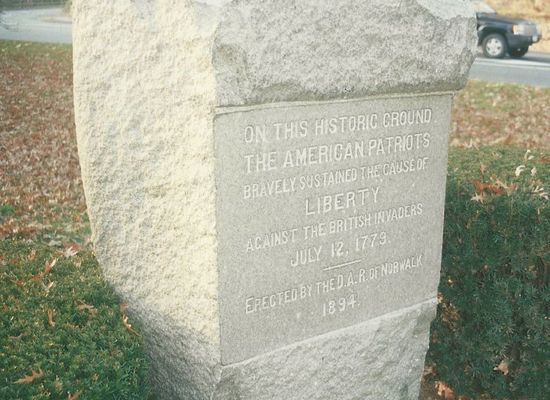 ON THIS HISTORIC GROUND
THE AMERICAN PATRIOTS
BRAVELY SUSTAINED THE CAUSE OF
LIBERTY
AGAINST THE BRITISH INVADERS
JULY 12, 1779.
ERECTED BY THE D.A.R. OF NORWALK
1894.